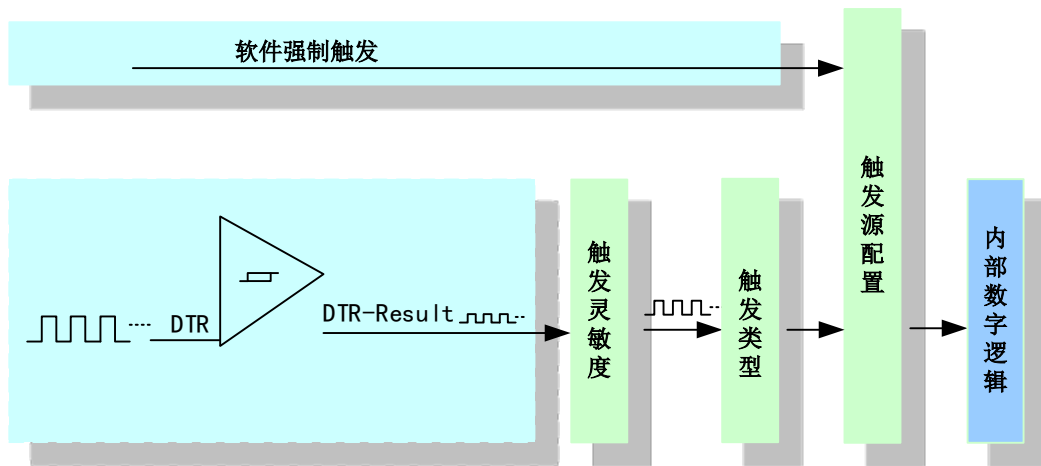 软件强制触发
DTR
DTR-Result
触发灵敏度
触发类型
触发源配置
内部数字逻辑